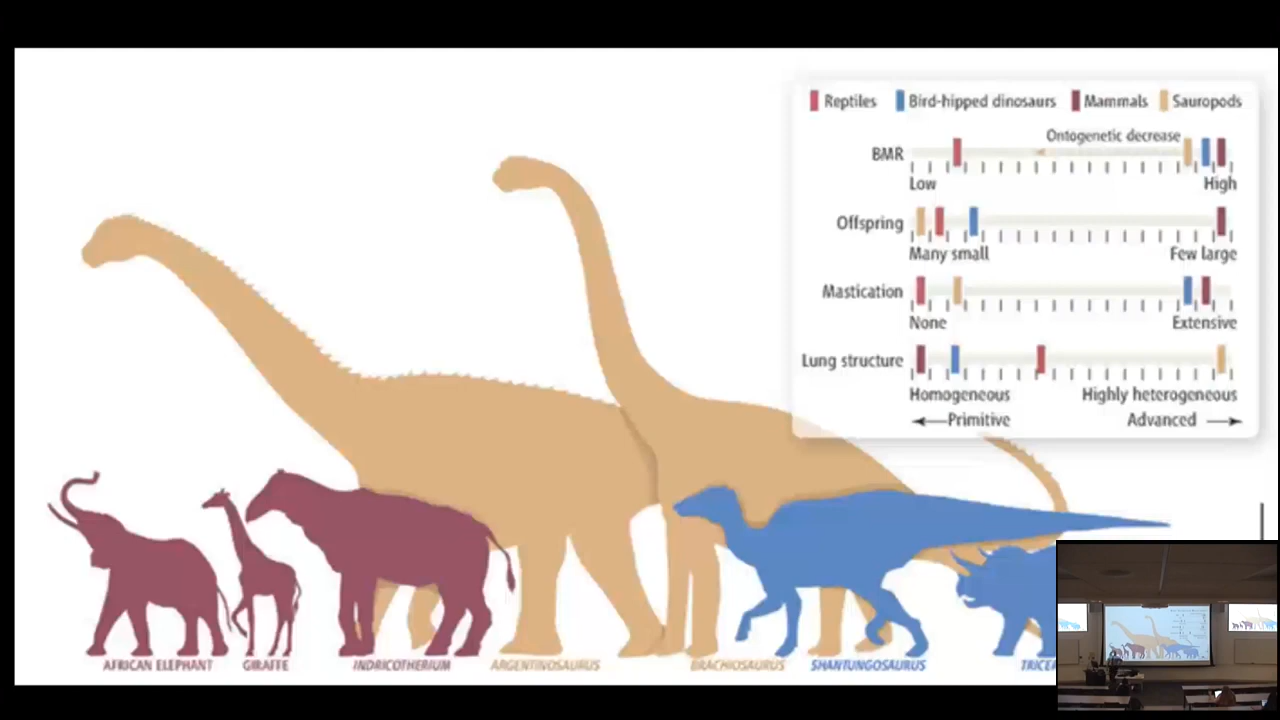 Reptiles Bird-hipped dinosaurs Mammals Sauropods
Ontogenetic decrease
BMR
Low High
Offspring
Many small Few large
Mastication
None Extensive
Lung structure
Homogeneous Highly heterogeneous
Primitive Advanced
AFRICAN ELEPHANT GIRAFFE INDRICOTHERIUM ARGENTINOSAURUS BRACHIOSAURUS SHANTUNGOSAURUS TRICE